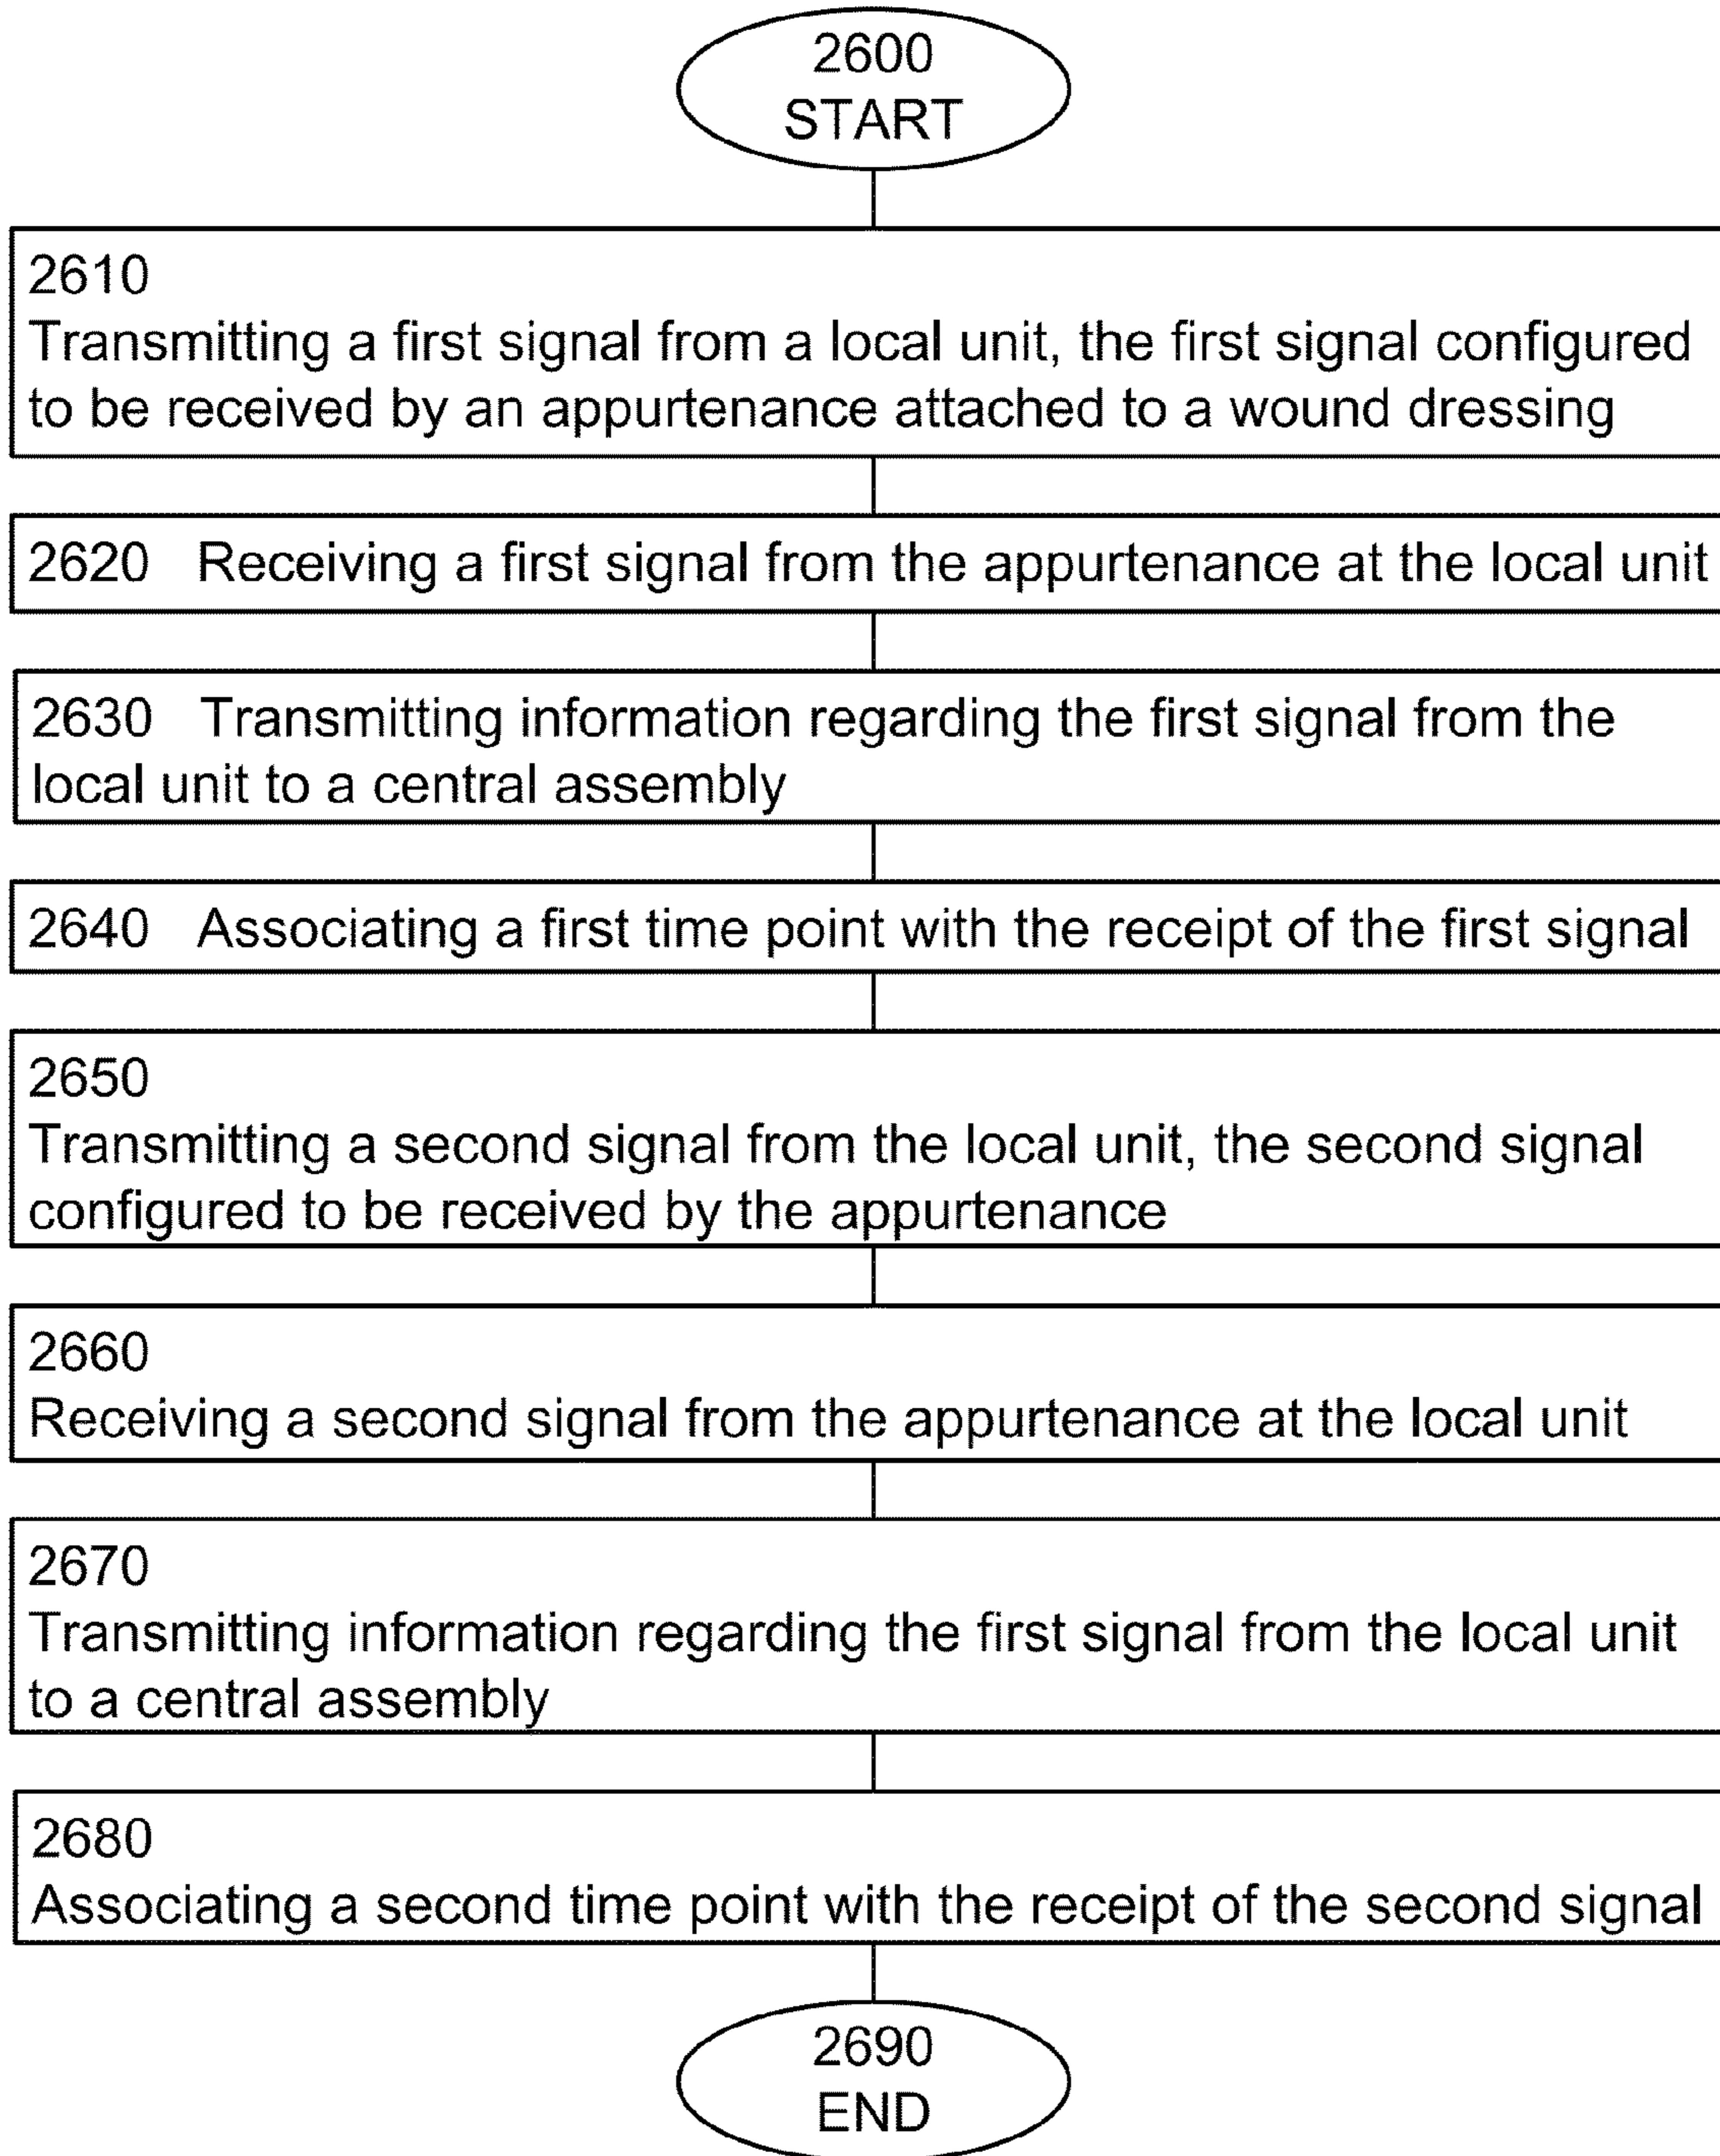 2600
START
2610
Transmitting a first signal from a local unit, the first signal configured
to be received by an appurtenance attached to a wound dressing
2620 Receiving a first signal from the appurtenance at the local unit
2630 Transmitting information regarding the first signal from the
local unit to a central assembly
2640 Associating a first time point with the receipt of the first signal
2650
Transmitting a second signal from the local unit, the second signal
configured to be received by the appurtenance
2660
Receiving a second signal from the appurtenance at the local unit
2670
Transmitting information regarding the first signal from the local unit
to a central assembly
2680
Associating a second time point with the receipt of the second signal
2690
END